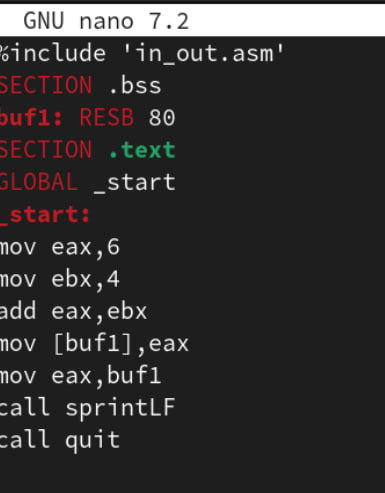 GNU nano 7.2
%include 'in_out.asm'
SECTION .bss
buf1: RESB 80
SECTION .text
GLOBAL _start
_start:
mov eax,6
mov ebx,4
add eax,ebx
mov [buf1],eax
mov eax,buf1
call sprintLF
call quit